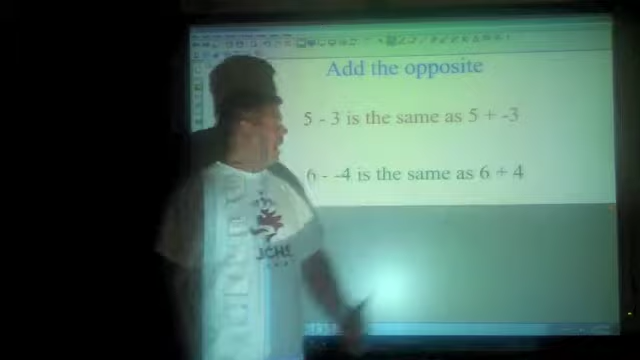 Add the opposite
5 - 3 is the same as 5 + -3
6 - -4 is the same as 6 + 4
JCHS